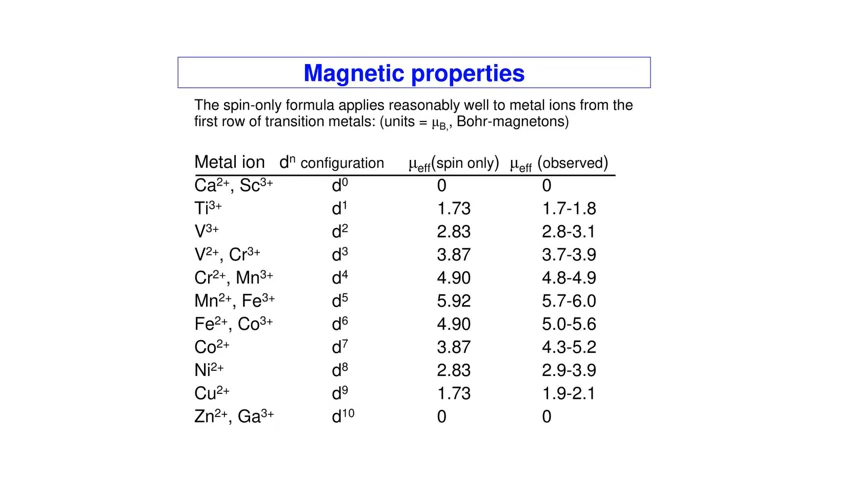 Magnetic properties
The spin-only formula applies reasonably well to metal ions from the
first row of transition metals: (units = μB,, Bohr-magnetons)
Metal ion dⁿ configuration μeff(spin only) μeff (observed)
Ca²⁺, Sc³⁺ d⁰ 0 0
Ti³⁺ d¹ 1.73 1.7-1.8
V³⁺ d² 2.83 2.8-3.1
V²⁺, Cr³⁺ d³ 3.87 3.7-3.9
Cr²⁺, Mn³⁺ d⁴ 4.90 4.8-4.9
Mn²⁺, Fe³⁺ d⁵ 5.92 5.7-6.0
Fe²⁺, Co³⁺ d⁶ 4.90 5.0-5.6
Co²⁺ d⁷ 3.87 4.3-5.2
Ni²⁺ d⁸ 2.83 2.9-3.9
Cu²⁺ d⁹ 1.73 1.9-2.1
Zn²⁺, Ga³⁺ d¹⁰ 0 0